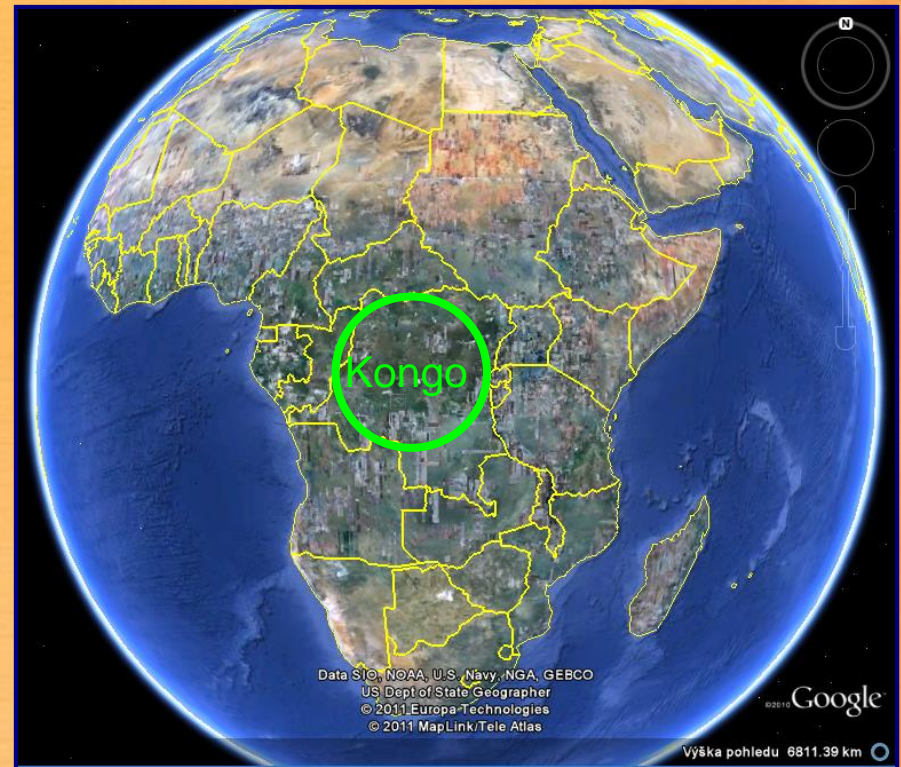 N
Kongo
Data SIO, NOAA, U.S. Navy, NGA, GEBCO
US Dept of State Geographer
© 2011 Europa Technologies
© 2011 MapLink/Tele Atlas
©2010 Google
Výška pohledu 6811.39 km